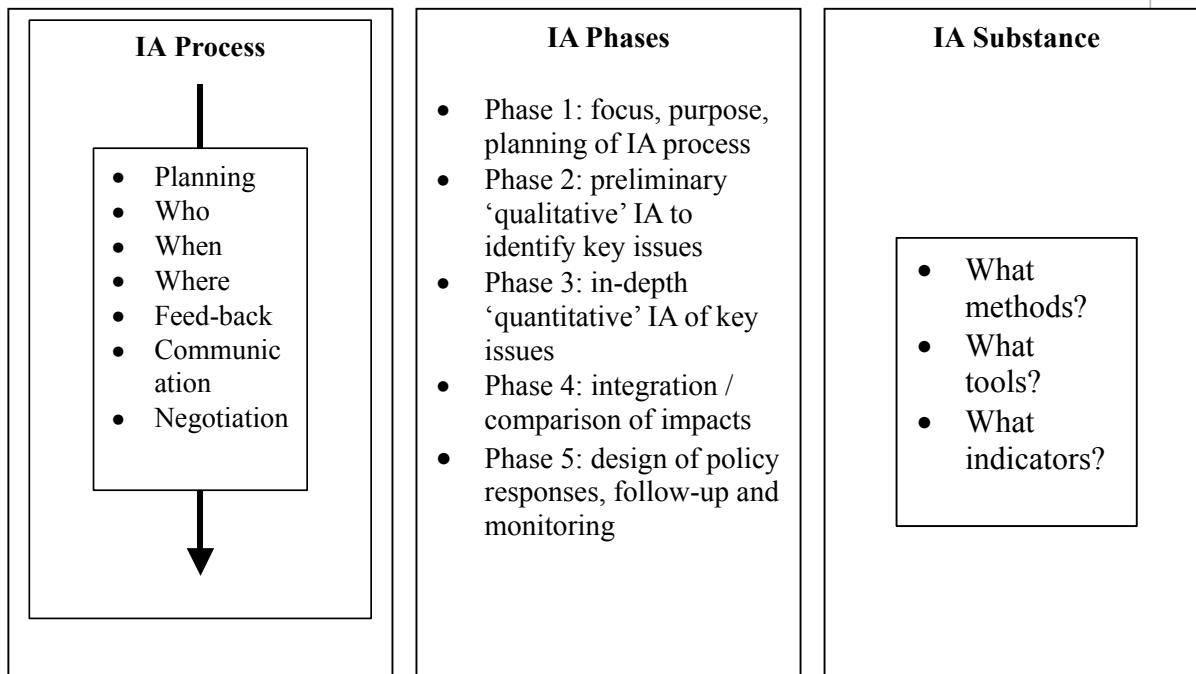 IA Process
• Planning
• Who
• When
• Where
• Feed-back
• Communic
ation
• Negotiation
IA Phases
• Phase 1: focus, purpose,
planning of IA process
• Phase 2: preliminary
‘qualitative’ IA to
identify key issues
• Phase 3: in-depth
‘quantitative’ IA of key
issues
• Phase 4: integration /
comparison of impacts
• Phase 5: design of policy
responses, follow-up and
monitoring
IA Substance
• What
methods?
• What
tools?
• What
indicators?